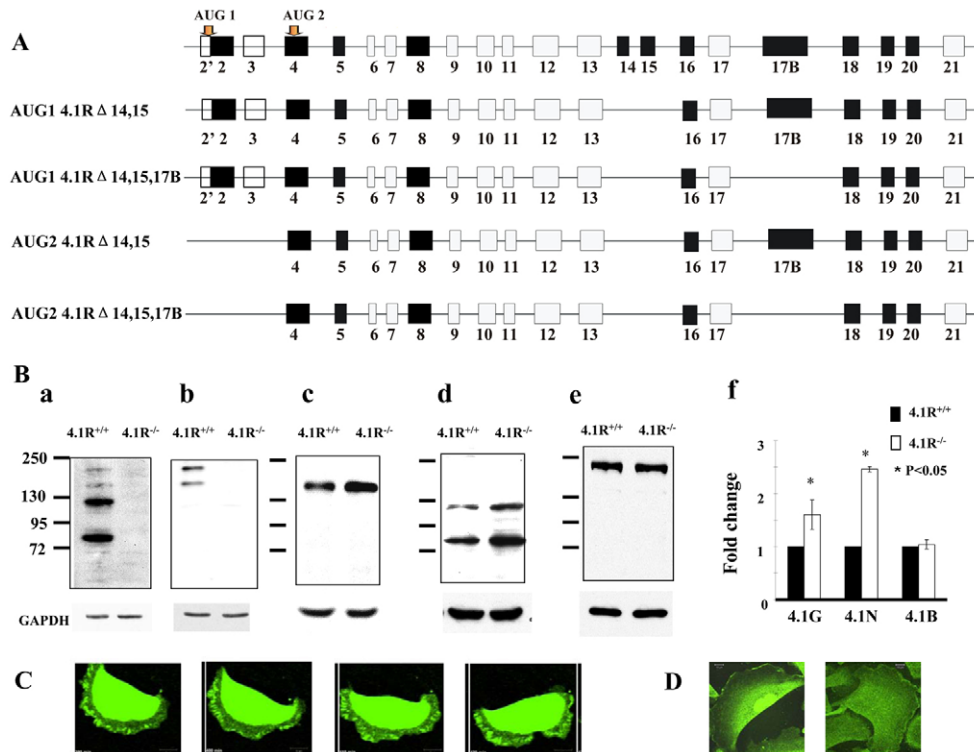 AUG 1 AUG 2
A
2' 2 3 4 5 6 7 8 9 10 11 12 13 14 15 16 17 17B 18 19 20 21
AUG1 4.1R Δ 14,15
2' 2 3 4 5 6 7 8 9 10 11 12 13 16 17 17B 18 19 20 21
AUG1 4.1R Δ 14,15,17B
2' 2 3 4 5 6 7 8 9 10 11 12 13 16 17 18 19 20 21
AUG2 4.1R Δ 14,15
4 5 6 7 8 9 10 11 12 13 16 17 17B 18 19 20 21
AUG2 4.1R Δ 14,15,17B
4 5 6 7 8 9 10 11 12 13 16 17 18 19 20 21
B
a b c d e f
4.1R+/+ 4.1R-/- 4.1R+/+ 4.1R-/- 4.1R+/+ 4.1R-/- 4.1R+/+ 4.1R-/- 4.1R+/+ 4.1R-/-
250
130
95
72
GAPDH
4.1R+/+
4.1R-/-
* P<0.05
Fold change
3
2
1
0
* *
4.1G 4.1N 4.1B
C D